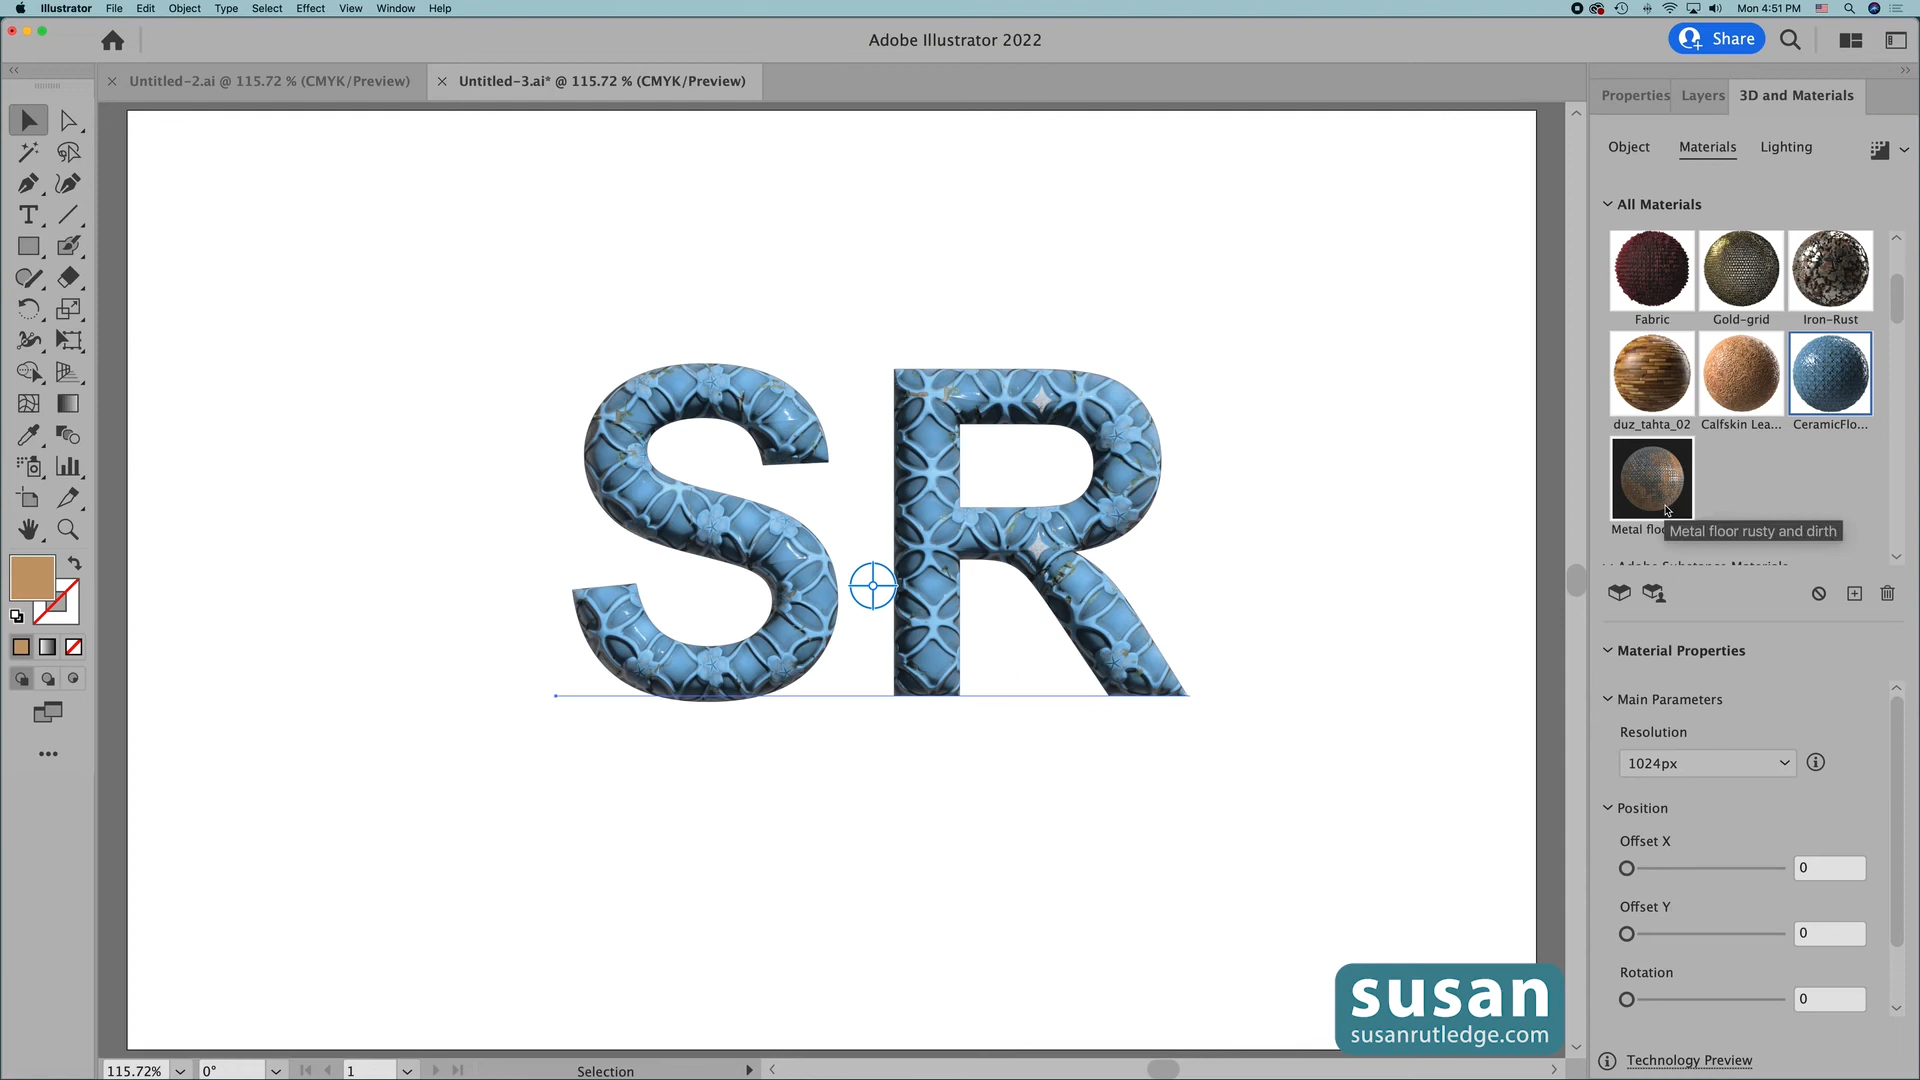 Illustrator File Edit Object Type Select Effect View Window Help
Mon 4:51 PM
Adobe Illustrator 2022
Share
Untitled-2.ai @ 115.72 % (CMYK/Preview)
Untitled-3.ai* @ 115.72 % (CMYK/Preview)
Properties Layers 3D and Materials
Object Materials Lighting
All Materials
Fabric Gold-grid Iron-Rust
duz_tahta_02 Calfskin Lea... CeramicFlo...
Metal floo
Metal floor rusty and dirth
Adobe Substance Materials
SR
Material Properties
Main Parameters
Resolution
1024px
Position
Offset X
0
Offset Y
0
Rotation
0
susan
susanrutledge.com
Technology Preview
115.72% 0° 1 Selection